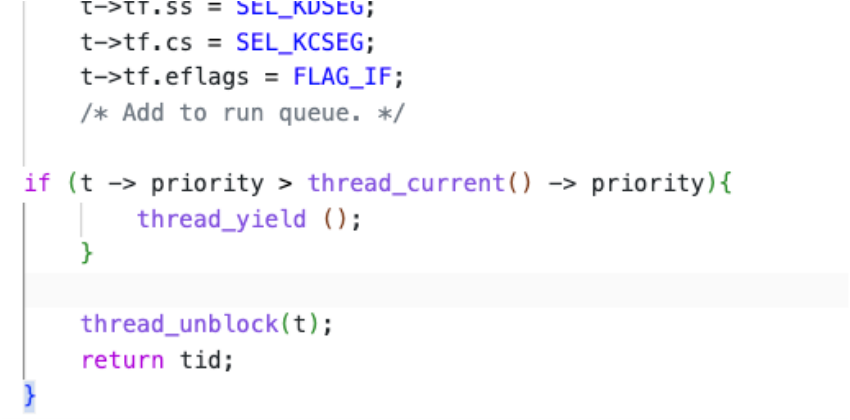 t->tf.ss = SEL_KDSEG;
t->tf.cs = SEL_KCSEG;
t->tf.eflags = FLAG_IF;
/* Add to run queue. */
if (t -> priority > thread_current() -> priority){
thread_yield ();
}
thread_unblock(t);
return tid;
}